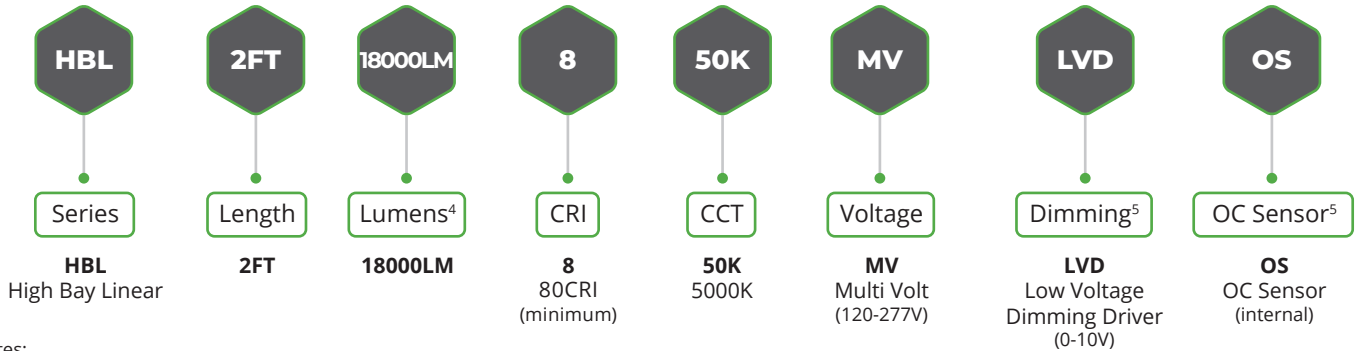 HBL 2FT 18000LM 8 50K MV LVD OS
Series Length Lumens⁴ CRI CCT Voltage Dimming⁵ OC Sensor⁵
HBL 2FT 18000LM 8 50K MV LVD OS
High Bay Linear 80CRI 5000K Multi Volt Low Voltage OC Sensor
(minimum) (120-277V) Dimming Driver (internal)
(0-10V)